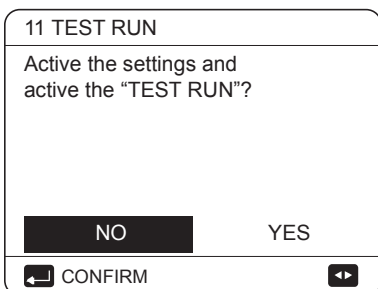 11 TEST RUN
Active the settings and
active the “TEST RUN”?
NO YES
CONFIRM